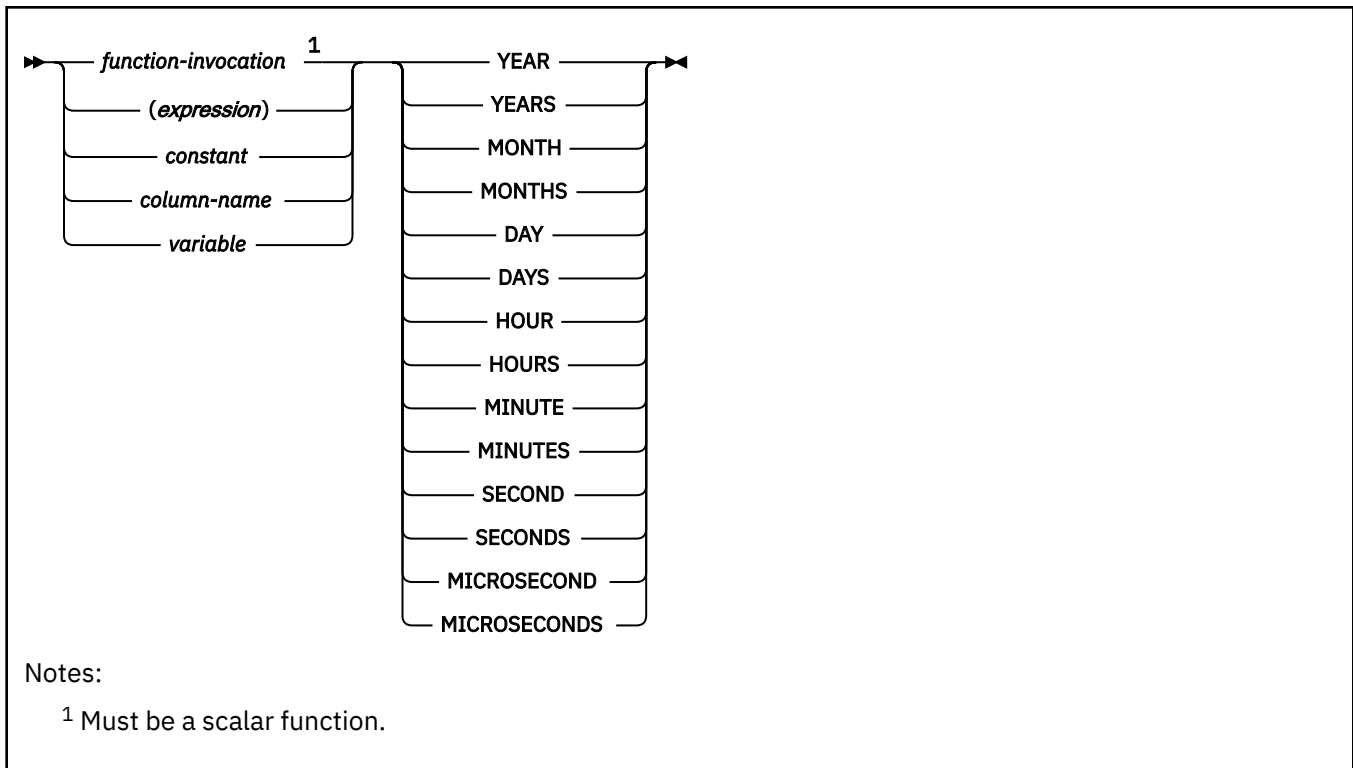 function-invocation 1 YEAR
(expression) YEARS
constant MONTH
column-name MONTHS
variable DAY
DAYS
HOUR
HOURS
MINUTE
MINUTES
SECOND
SECONDS
MICROSECOND
MICROSECONDS
Notes:
1 Must be a scalar function.